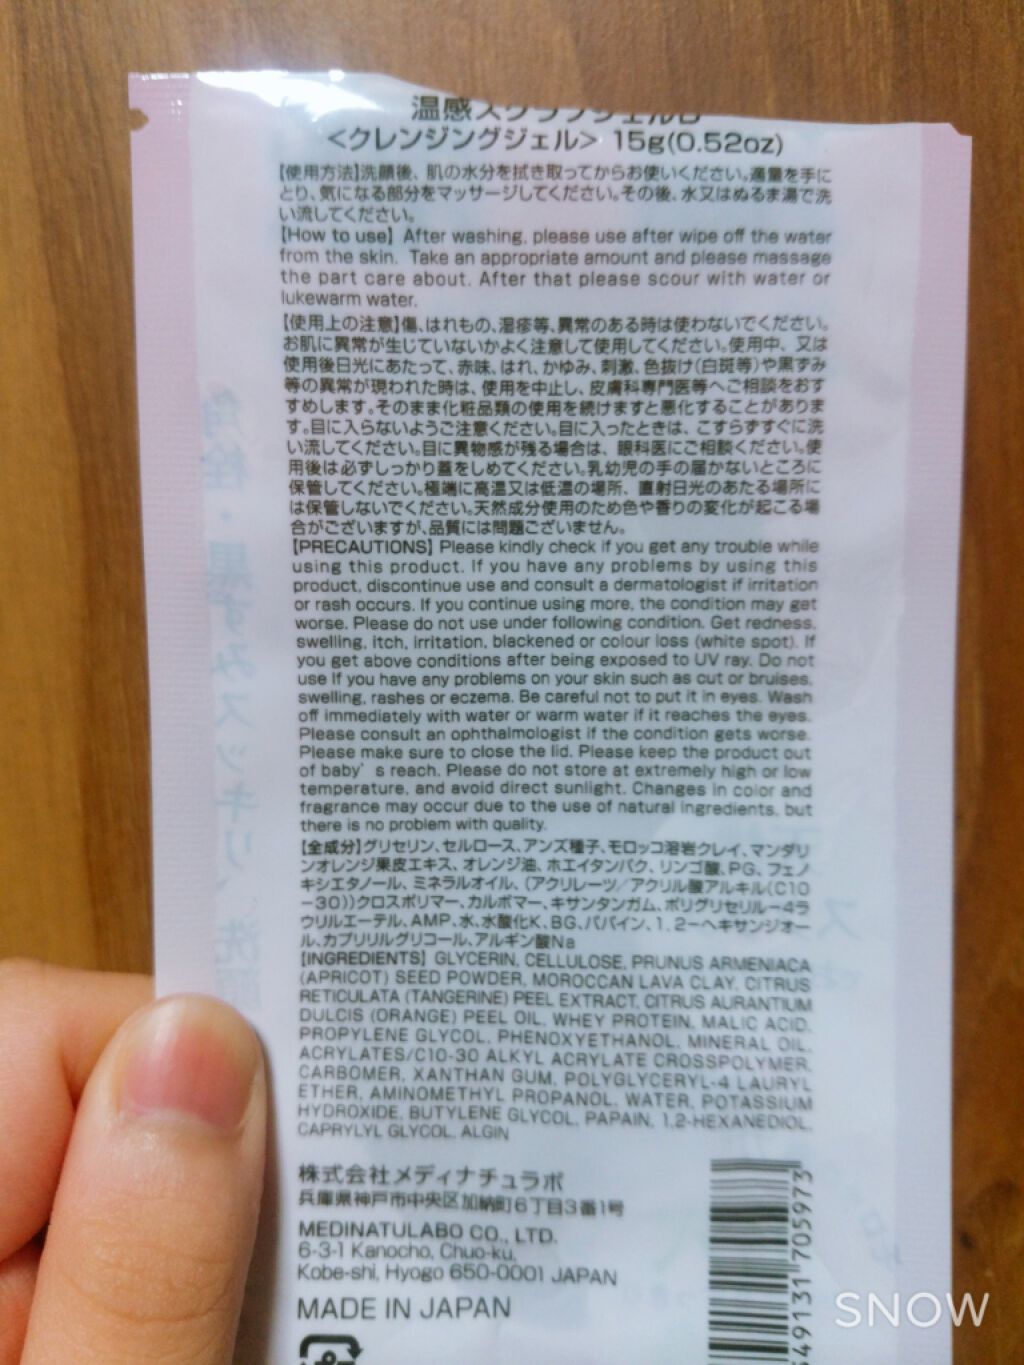 温感スクラブジェルD
<クレンジングジェル> 15g(0.52oz)
【使用方法】洗顔後、肌の水分を拭き取ってからお使いください。適量を手に
とり、気になる部分をマッサージしてください。その後、水又はぬるま湯で洗
い流してください。
【How to use】 After washing, please use after wipe off the water
from the skin. Take an appropriate amount and please massage
the part care about. After that please scour with water or
lukewarm water.
【使用上の注意】傷、はれもの、湿疹等、異常のある時は使わないでください。
お肌に異常が生じていないかよく注意して使用してください。使用中、又は
使用後日光にあたって、赤味、はれ、かゆみ、刺激、色抜け(白斑等)や黒ずみ
等の異常が現われた時は、使用を中止し、皮膚科専門医等へご相談をおす
すめします。そのまま化粧品類の使用を続けますと悪化することがありま
す。目に入らないようご注意ください。目に入ったときは、こすらずすぐに洗
い流してください。目に異物感が残る場合は、眼科医にご相談ください。使
用後は必ずしっかり蓋をしめてください。乳幼児の手の届かないところに
保管してください。極端に高温又は低温の場所、直射日光のあたる場所に
は保管しないでください。天然成分使用のため色や香りの変化が起こる場
合がございますが、品質には問題ございません。
【PRECAUTIONS】 Please kindly check if you get any trouble while
using this product. If you have any problems by using this
product, discontinue use and consult a dermatologist if irritation
or rash occurs. If you continue using more, the condition may get
worse. Please do not use under following condition. Get redness,
swelling, itch, irritation, blackened or colour loss (white spot). If
you get above conditions after being exposed to UV ray. Do not
use If you have any problems on your skin such as cut or bruises,
swelling, rashes or eczema. Be careful not to put it in eyes. Wash
off immediately with water or warm water if it reaches the eyes.
Please consult an ophthalmologist if the condition gets worse.
Please make sure to close the lid. Please keep the product out
of baby' s reach. Please do not store at extremely high or low
temperature, and avoid direct sunlight. Changes in color and
fragrance may occur due to the use of natural ingredients, but
there is no problem with quality.
【全成分】グリセリン、セルロース、アンズ種子、モロッコ溶岩クレイ、マンダリ
ンオレンジ果皮エキス、オレンジ油、ホエイタンパク、リンゴ酸、PG、フェノ
キシエタノール、ミネラルオイル、(アクリレーツ/アクリル酸アルキル(C10
-30))クロスポリマー、カルボマー、キサンタンガム、ポリグリセリル-4ラ
ウリルエーテル、AMP、水、水酸化K、BG、パパイン、1,2-ヘキサンジオー
ル、カプリリルグリコール、アルギン酸Na
【INGREDIENTS】 GLYCERIN, CELLULOSE, PRUNUS ARMENIACA
(APRICOT) SEED POWDER, MOROCCAN LAVA CLAY, CITRUS
RETICULATA (TANGERINE) PEEL EXTRACT, CITRUS AURANTIUM
DULCIS (ORANGE) PEEL OIL, WHEY PROTEIN, MALIC ACID,
PROPYLENE GLYCOL, PHENOXYETHANOL, MINERAL OIL,
ACRYLATES/C10-30 ALKYL ACRYLATE CROSSPOLYMER,
CARBOMER, XANTHAN GUM, POLYGLYCERYL-4 LAURYL
ETHER, AMINOMETHYL PROPANOL, WATER, POTASSIUM
HYDROXIDE, BUTYLENE GLYCOL, PAPAIN, 1,2-HEXANEDIOL,
CAPRYLYL GLYCOL, ALGIN
株式会社メディナチュラボ
兵庫県神戸市中央区加納町6丁目3番1号
MEDINATULABO CO., LTD.
6-3-1 Kanocho, Chuo-ku,
Kobe-shi, Hyogo 650-0001 JAPAN
MADE IN JAPAN
49131 705973
SNOW